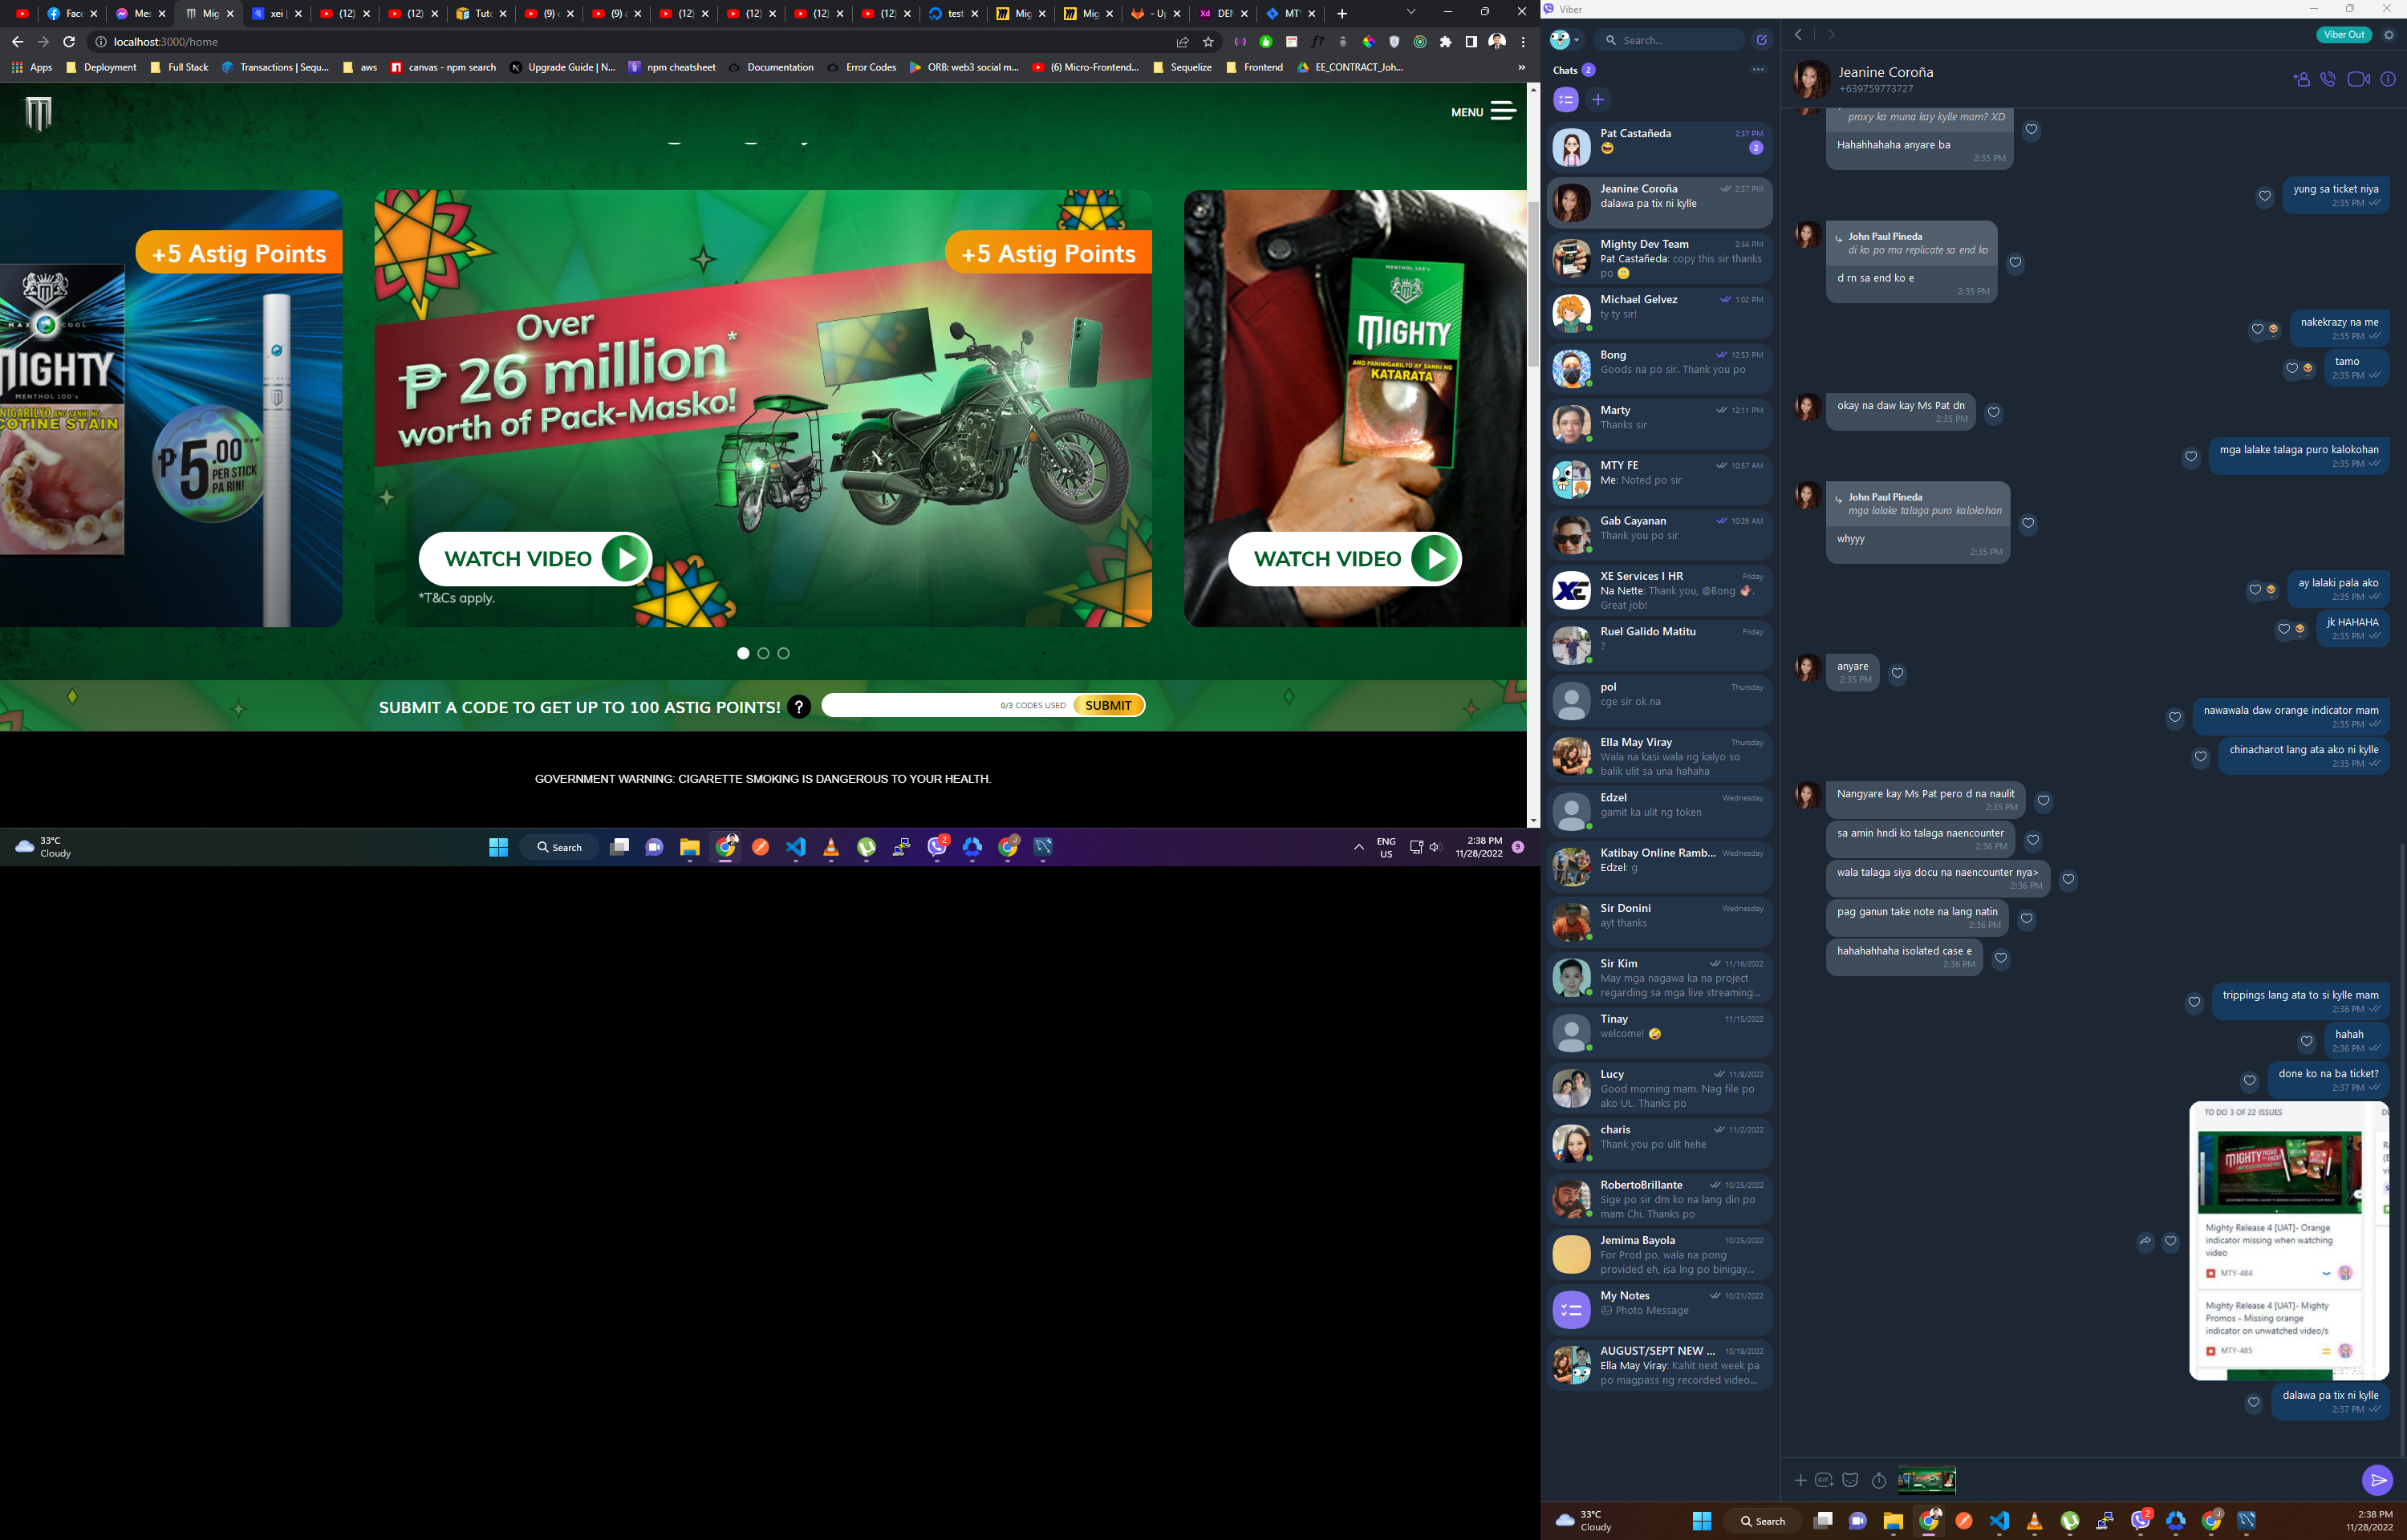 Face
Mes
Mig
xei |
(12)
(12)
Tuto
(9)
(9)
(12)
(12)
(12)
(12)
test
Mig
Mig
- Up
DEN
MT
localhost:3000/home
Apps
Deployment
Full Stack
Transactions | Sequ...
aws
canvas - npm search
Upgrade Guide | N...
npm cheatsheet
Documentation
Error Codes
ORB: web3 social m...
(6) Micro-Frontend...
Sequelize
Frontend
EE_CONTRACT_Joh...
»
MENU
+5 Astig Points
MAX COOL
MIGHTY
MENTHOL 100's
COTINE STAIN
₱5.00***
PER STICK
PA RIN!
+5 Astig Points
Over
₱ 26 million*
worth of Pack-Masko!
WATCH VIDEO
*T&Cs apply.
MENTHOL 100's
MIGHTY
ANG PANINIGARILYO AY SANHI NG
KATARATA
WATCH VIDEO
SUBMIT A CODE TO GET UP TO 100 ASTIG POINTS! ?
0/3 CODES USED
SUBMIT
GOVERNMENT WARNING: CIGARETTE SMOKING IS DANGEROUS TO YOUR HEALTH.
33°C
Cloudy
Search
2
ENG
US
2:38 PM
11/28/2022
9
Viber
Search...
Chats 2
Pat Castañeda 2:37 PM
2
Jeanine Coroña 2:37 PM
dalawa pa tix ni kylle
Mighty Dev Team 2:34 PM
Pat Castañeda: copy this sir thanks
po
Michael Gelvez 1:02 PM
ty ty sir!
Bong 12:53 PM
Goods na po sir. Thank you po
Marty 12:11 PM
Thanks sir
MTY FE 10:57 AM
Me: Noted po sir
Gab Cayanan 10:29 AM
Thank you po sir
XE Services I HR Friday
Na Nette: Thank you, @Bong .
Great job!
Ruel Galido Matitu Friday
?
pol Thursday
cge sir ok na
Ella May Viray Thursday
Wala na kasi wala ng kalyo so
balik ulit sa una hahaha
Edzel Wednesday
gamit ka ulit ng token
Katibay Online Ramb... Wednesday
Edzel: g
Sir Donini Wednesday
ayt thanks
Sir Kim 11/16/2022
May mga nagawa ka na project
regarding sa mga live streaming...
Tinay 11/15/2022
welcome!
Lucy 11/8/2022
Good morning mam. Nag file po
ako UL. Thanks po
charis 11/2/2022
Thank you po ulit hehe
RobertoBrillante 10/25/2022
Sige po sir dm ko na lang din po
mam Chi. Thanks po
Jemima Bayola 10/25/2022
For Prod po, wala na pong
provided eh, isa lng po binigay...
My Notes 10/21/2022
Photo Message
AUGUST/SEPT NEW ... 10/18/2022
Ella May Viray: Kahit next week pa
po magpass ng recorded video...
Viber Out
Jeanine Coroña
+639759773727
proxy ka muna kay kylle mam? XD
Hahahhahaha anyare ba
2:35 PM
yung sa ticket niya
2:35 PM
John Paul Pineda
di ko po ma replicate sa end ko
d rn sa end ko e
2:35 PM
nakekrazy na me
2:35 PM
tamo
2:35 PM
okay na daw kay Ms Pat dn
2:35 PM
mga lalake talaga puro kalokohan
2:35 PM
John Paul Pineda
mga lalake talaga puro kalokohan
whyyy
2:35 PM
ay lalaki pala ako
2:35 PM
jk HAHAHA
2:35 PM
anyare
2:35 PM
nawawala daw orange indicator mam
2:35 PM
chinacharot lang ata ako ni kylle
2:35 PM
Nangyare kay Ms Pat pero d na naulit
2:35 PM
sa amin hndi ko talaga naencounter
2:36 PM
wala talaga siya docu na naencounter nya>
2:36 PM
pag ganun take note na lang natin
2:36 PM
hahahahhaha isolated case e
2:36 PM
trippings lang ata to si kylle mam
2:36 PM
hahah
2:36 PM
done ko na ba ticket?
2:37 PM
TO DO 3 OF 22 ISSUES
Mighty Release 4 [UAT]- Orange
indicator missing when watching
video
MTY-484
Mighty Release 4 [UAT]- Mighty
Promos - Missing orange
indicator on unwatched video/s
MTY-485
dalawa pa tix ni kylle
2:37 PM
33°C
Cloudy
Search
2
2:38 PM
11/28/2022